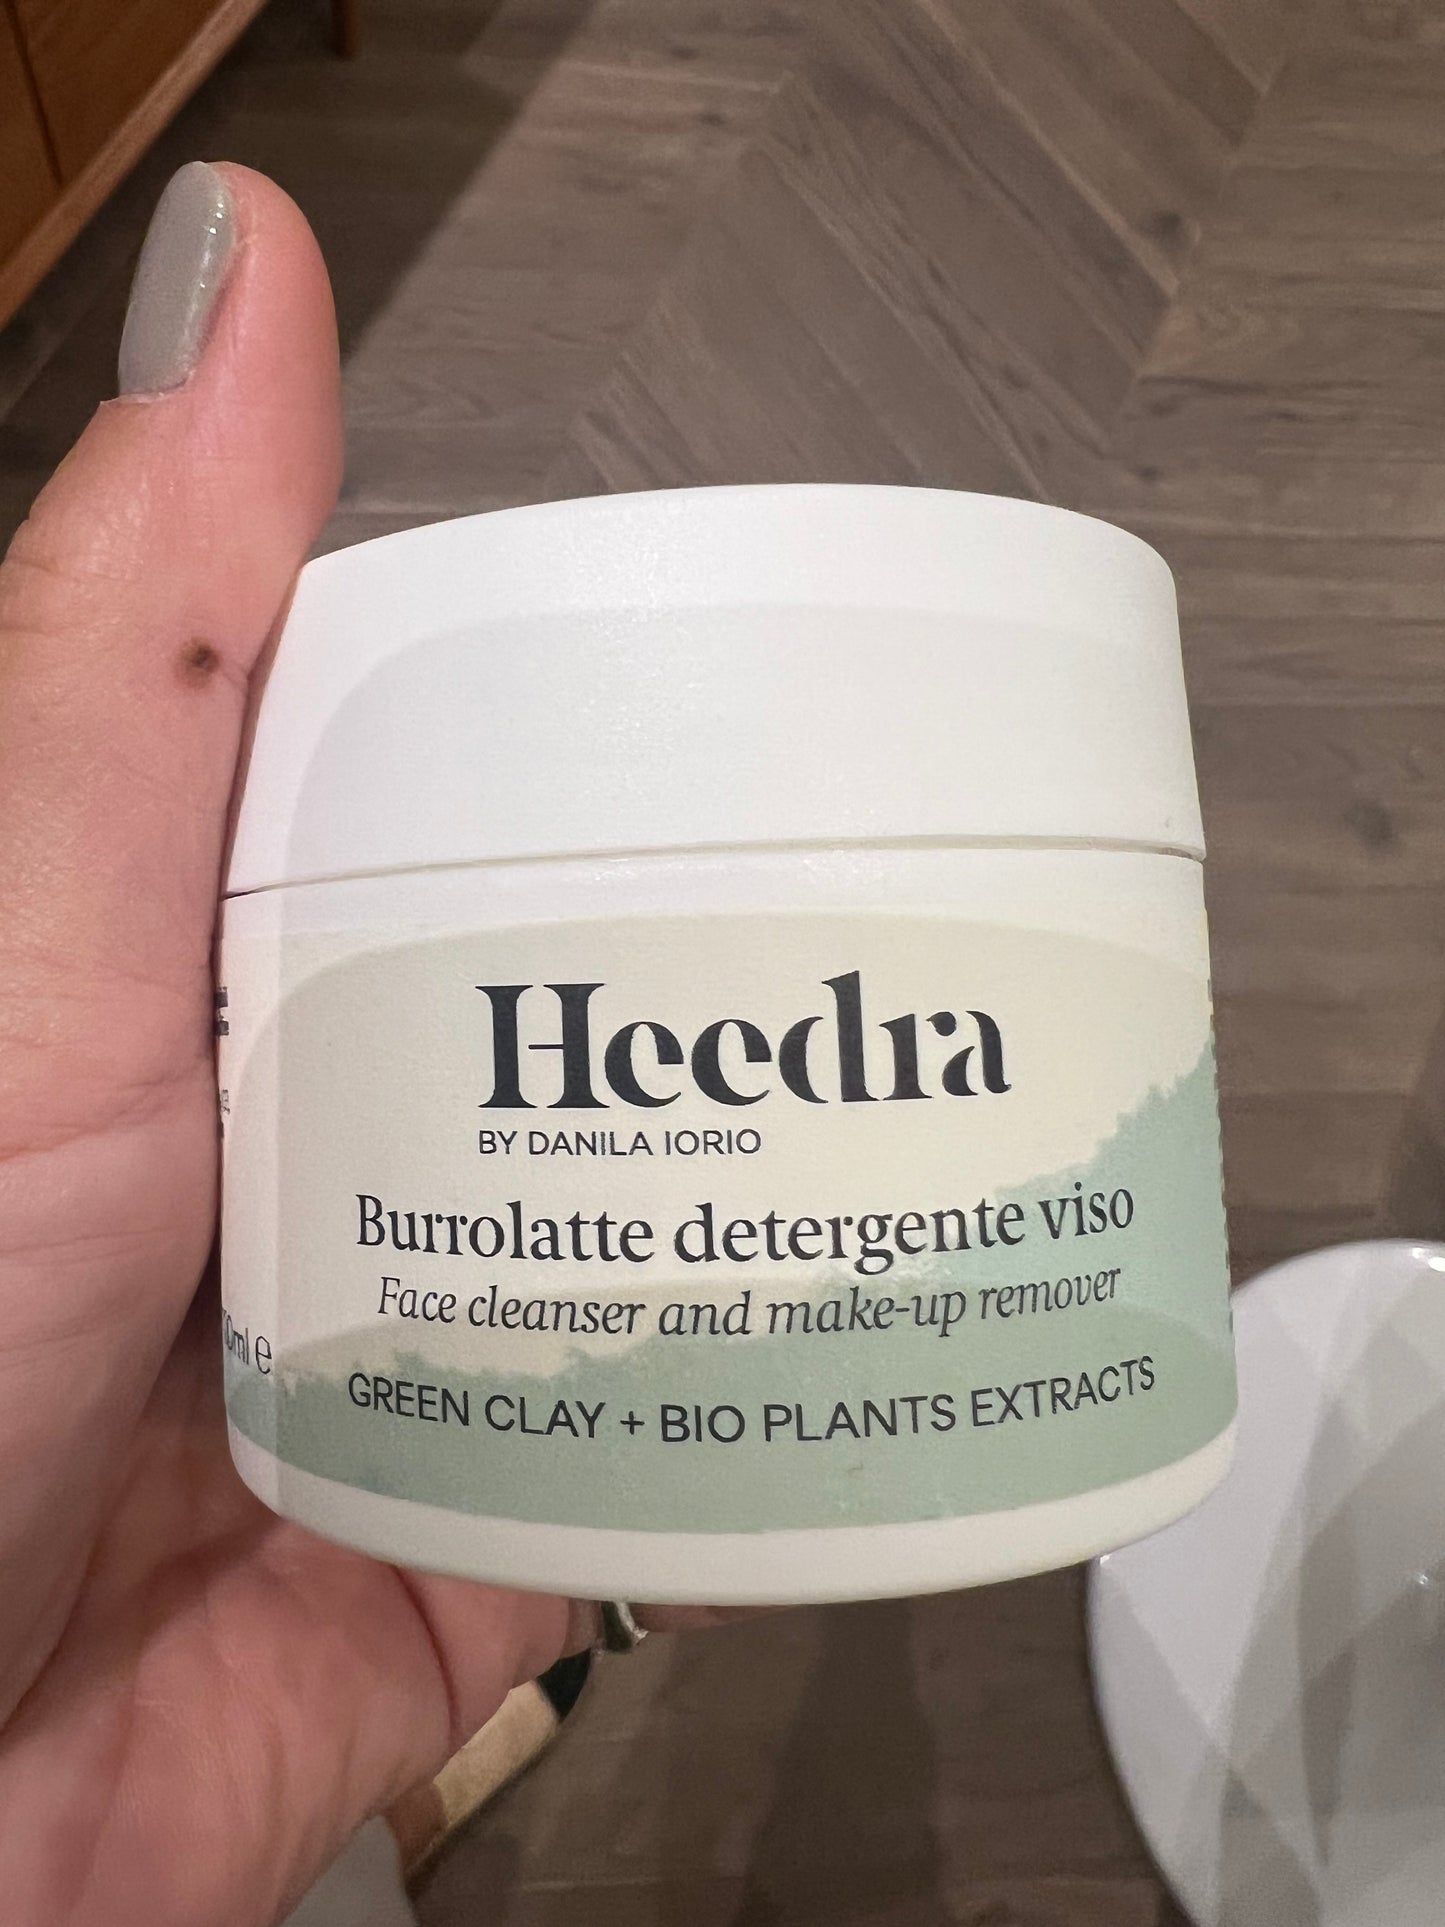 Heedra
BY DANILA IORIO
Burrolatte detergente viso
Face cleanser and make-up remover
GREEN CLAY + BIO PLANTS EXTRACTS